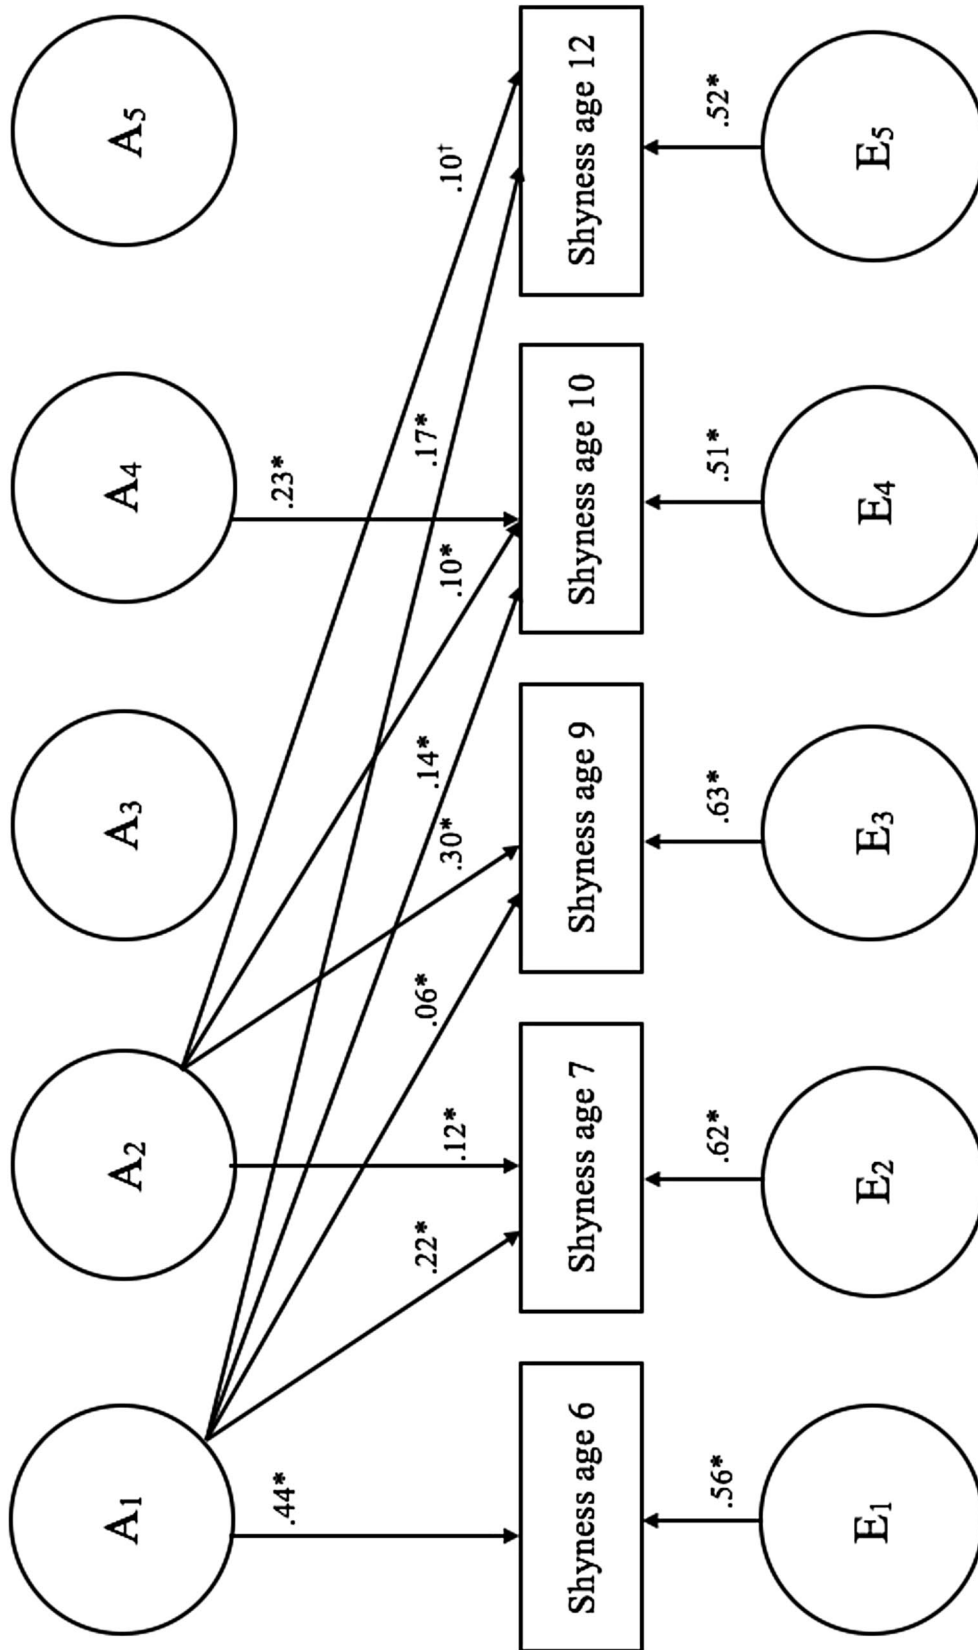 A1
A2
A3
A4
A5
.44*
.22*
.12*
.06*
.30*
.14*
.10*
.23*
.17*
.10†
Shyness age 6
Shyness age 7
Shyness age 9
Shyness age 10
Shyness age 12
.56*
.62*
.63*
.51*
.52*
E1
E2
E3
E4
E5